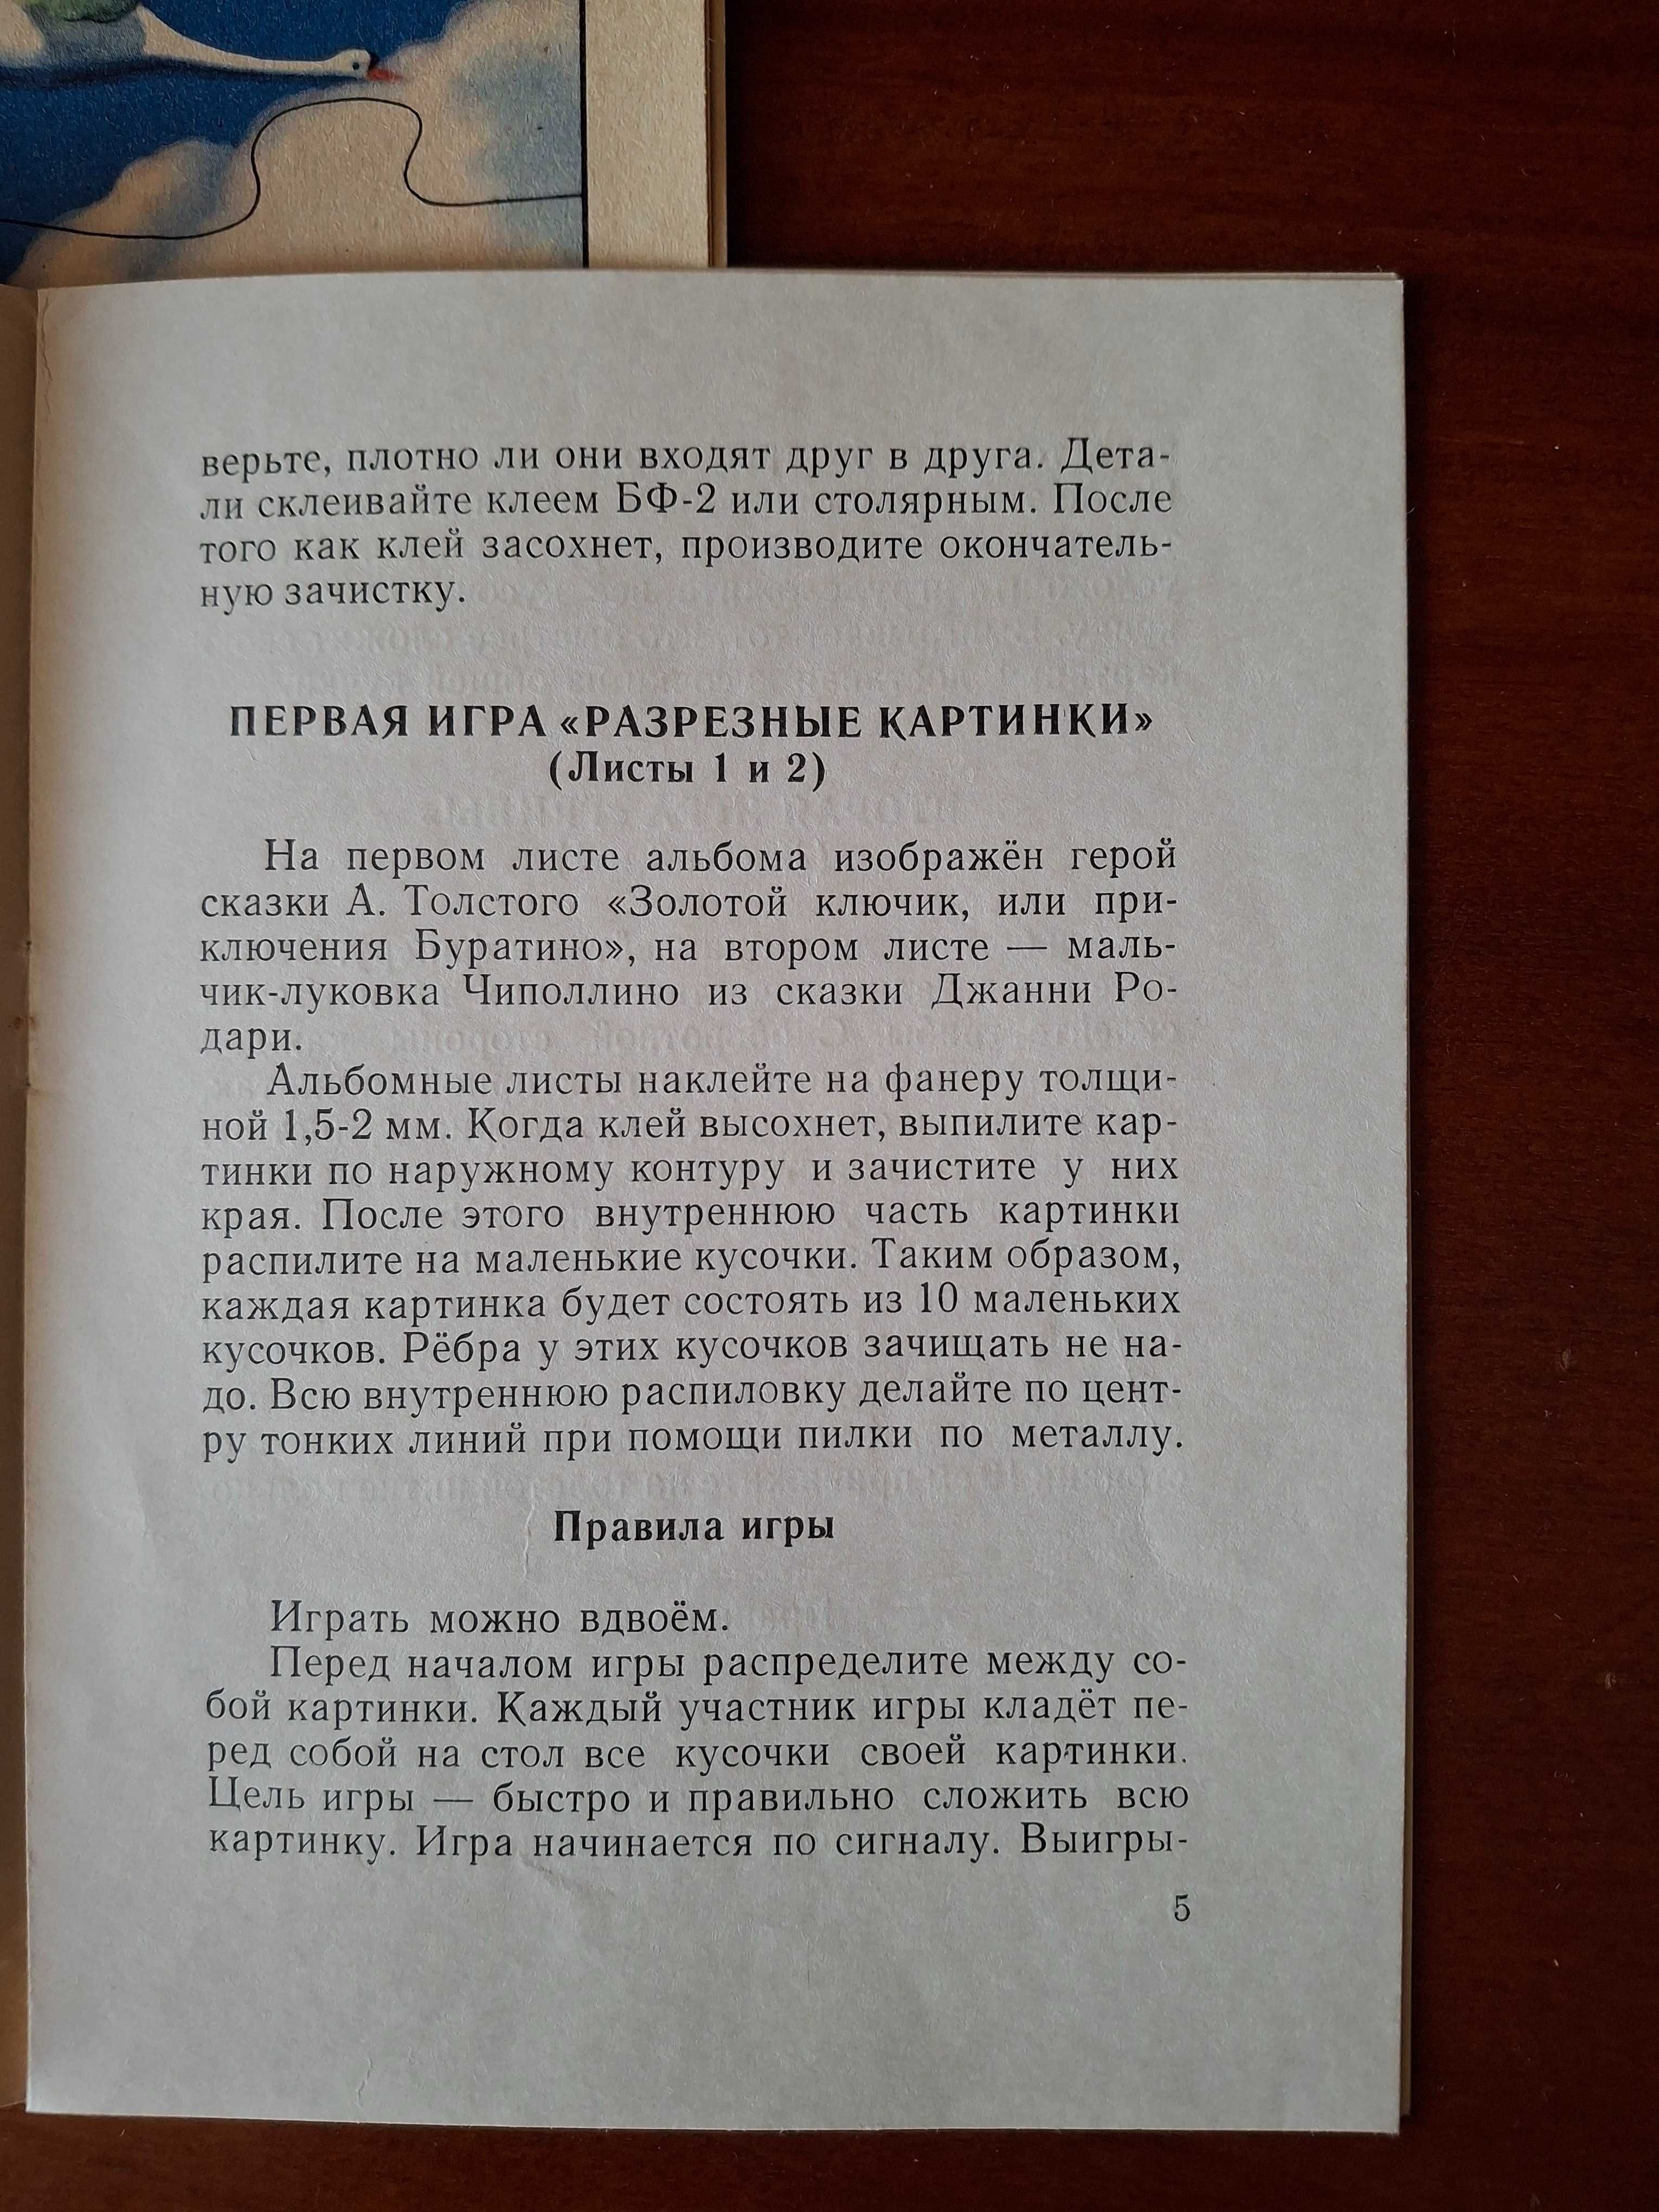 верьте, плотно ли они входят друг в друга. Дета-
ли склеивайте клеем БФ-2 или столярным. После
того как клей засохнет, производите окончатель-
ную зачистку.
ПЕРВАЯ ИГРА «РАЗРЕЗНЫЕ КАРТИНКИ»
(Листы 1 и 2)
На первом листе альбома изображён герой
сказки А. Толстого «Золотой ключик, или при-
ключения Буратино», на втором листе — маль-
чик-луковка Чиполлино из сказки Джанни Ро-
дари.
Альбомные листы наклейте на фанеру толщи-
ной 1,5-2 мм. Когда клей высохнет, выпилите кар-
тинки по наружному контуру и зачистите у них
края. После этого внутреннюю часть картинки
распилите на маленькие кусочки. Таким образом,
каждая картинка будет состоять из 10 маленьких
кусочков. Рёбра у этих кусочков зачищать не на-
до. Всю внутреннюю распиловку делайте по цент-
ру тонких линий при помощи пилки по металлу.
Правила игры
Играть можно вдвоём.
Перед началом игры распределите между со-
бой картинки. Каждый участник игры кладёт пе-
ред собой на стол все кусочки своей картинки.
Цель игры — быстро и правильно сложить всю
картинку. Игра начинается по сигналу. Выигры-
5